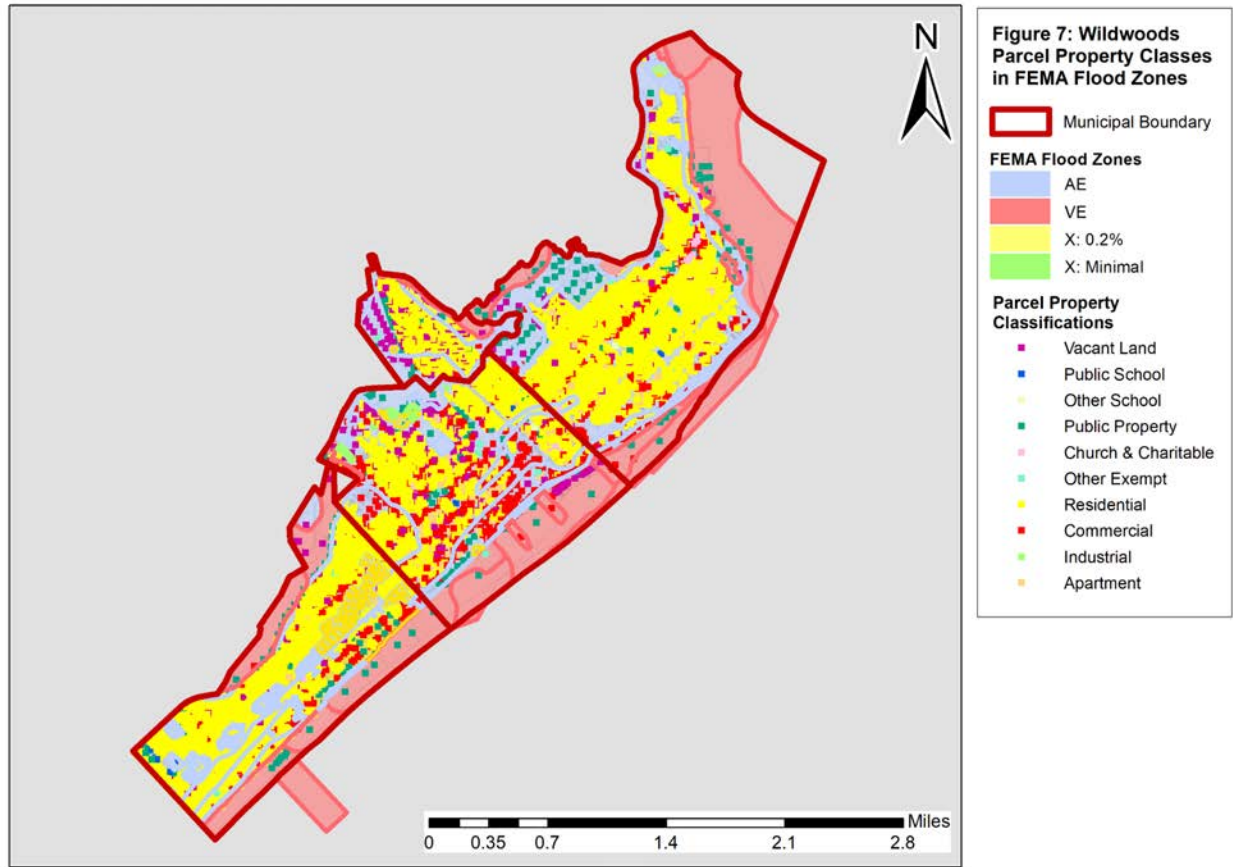 N
Miles
0 0.35 0.7 1.4 2.1 2.8
Figure 7: Wildwoods
Parcel Property Classes
in FEMA Flood Zones
Municipal Boundary
FEMA Flood Zones
AE
VE
X: 0.2%
X: Minimal
Parcel Property
Classifications
Vacant Land
Public School
Other School
Public Property
Church & Charitable
Other Exempt
Residential
Commercial
Industrial
Apartment